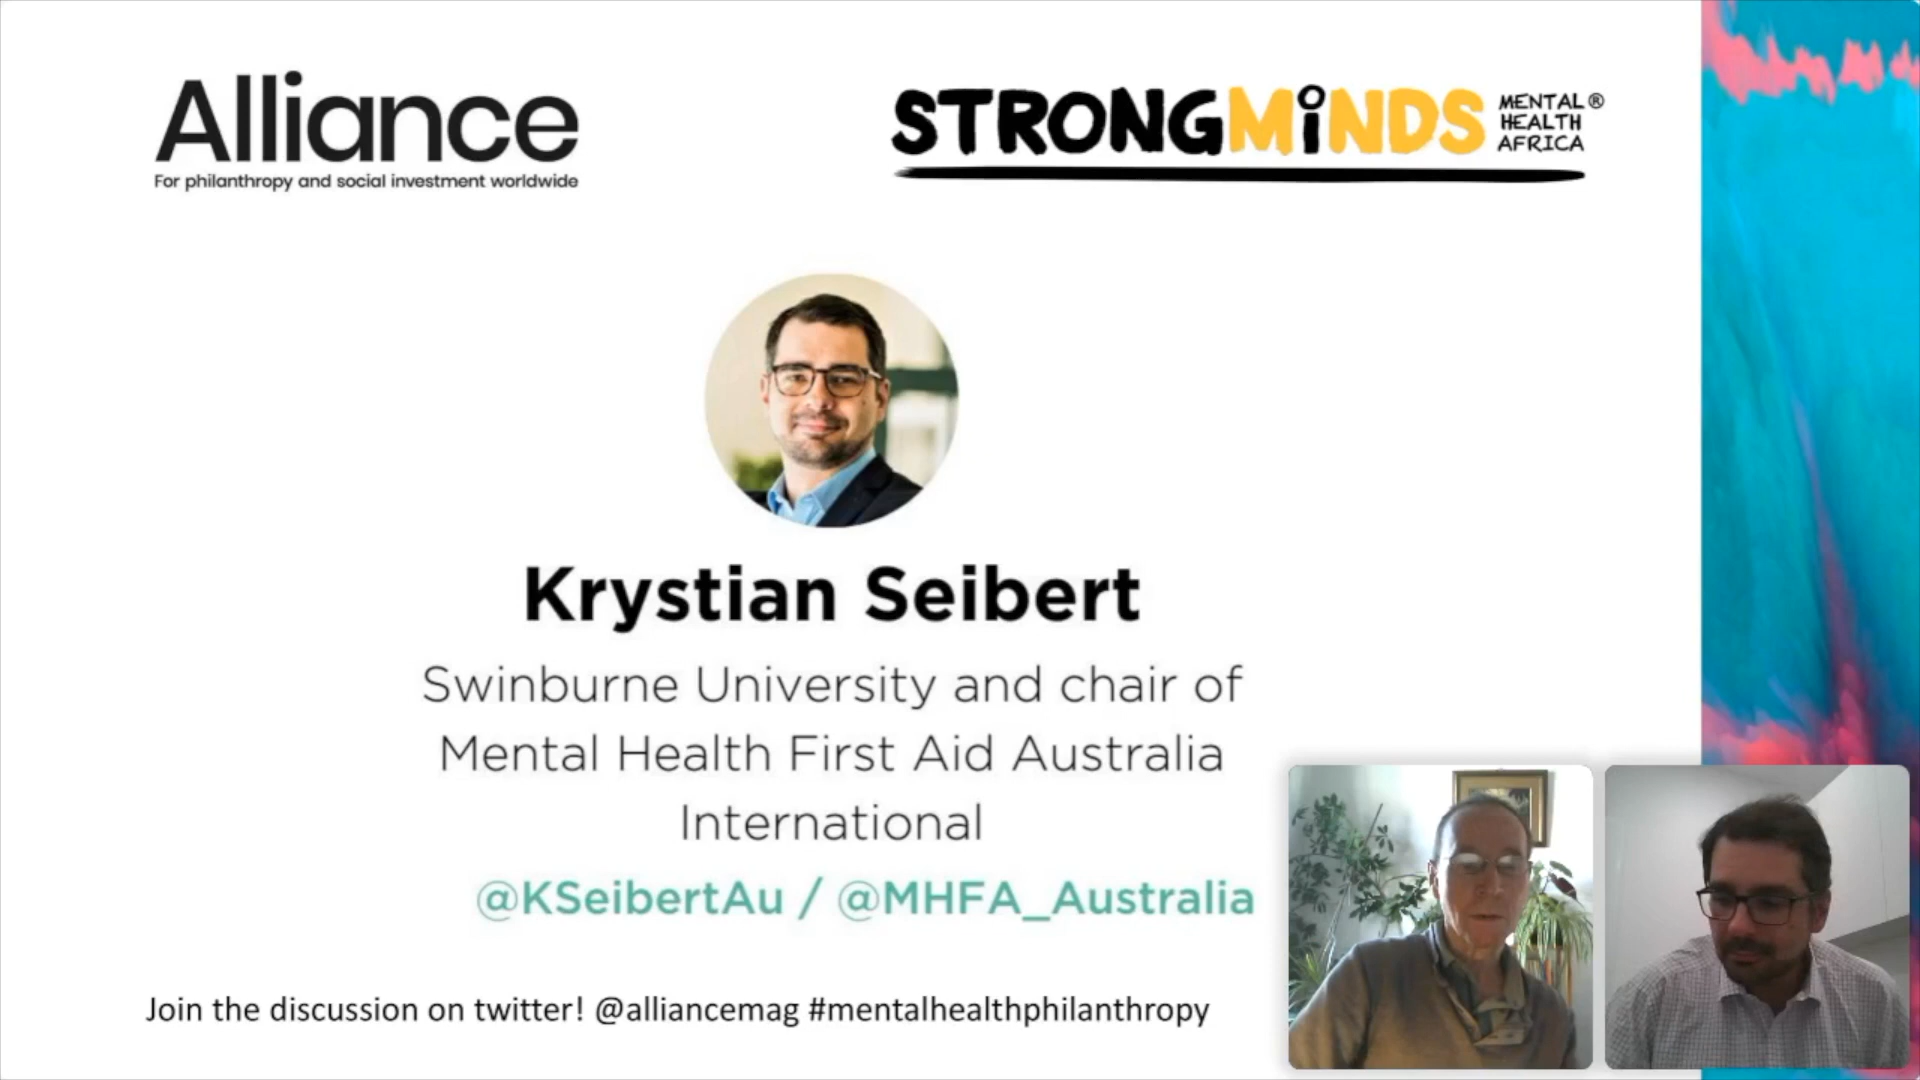 Alliance
For philanthropy and social investment worldwide
STRONGMiNDS
MENTAL®
HEALTH
AFRICA
Krystian Seibert
Swinburne University and chair of
Mental Health First Aid Australia
International
@KSeibertAu / @MHFA_Australia
Join the discussion on twitter! @alliancemag #mentalhealthphilanthropy